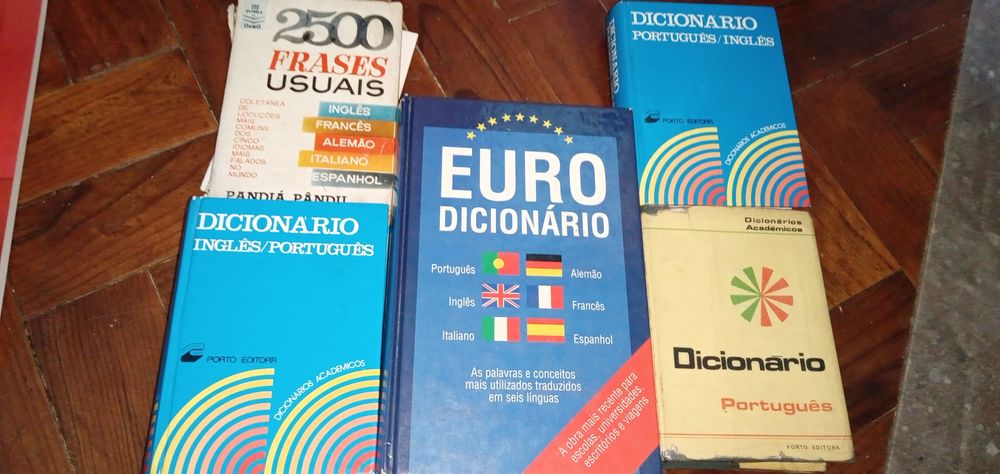 OURO
2500
FRASES
USUAIS
COLETÂNEA
DE
LOCUÇÕES
MAIS
COMUNS
DOS
CINCO
IDIOMAS
MAIS
FALADOS
NO
MUNDO
INGLÊS
FRANCÊS
ALEMÃO
ITALIANO
ESPANHOL
PANDIÁ PÂNDU
DICIONÁRIO
INGLÊS/PORTUGUÊS
PORTO EDITORA
DICIONÁRIOS ACADÉMICOS
EURO
DICIONÁRIO
Português
Alemão
Inglês
Francês
Italiano
Espanhol
As palavras e conceitos
mais utilizados traduzidos
em seis línguas
A obra mais recente para
escolas, universidades,
escritórios e viagens
DICIONÁRIO
DICIONARIO
PORTUGUÊS/INGLÊS
PORTO EDITORA
DICIONÁRIOS ACADÉMICOS
Dicionários
Académicos
Dicionário
Português
PORTO EDITORA